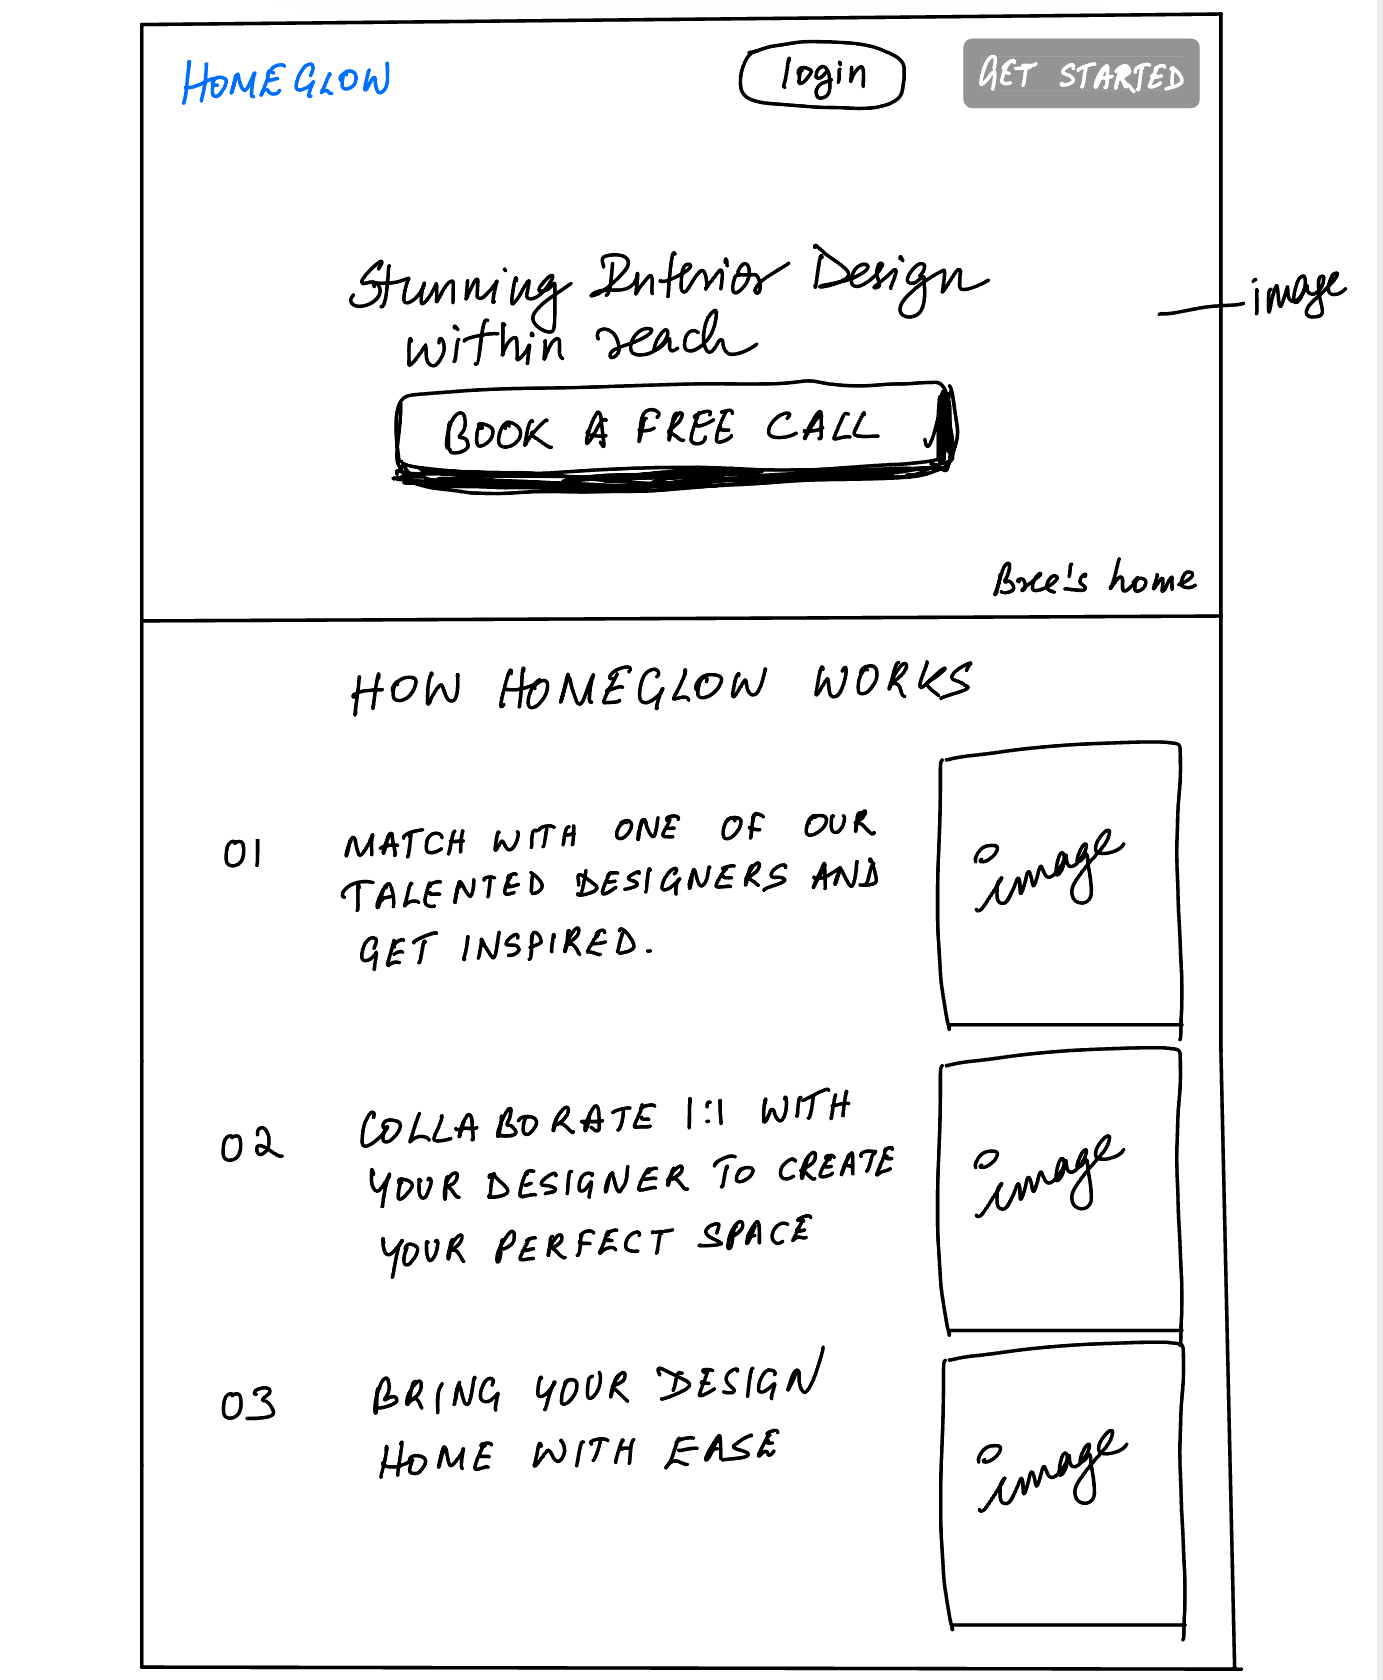 HOMEGLOW
login
GET STARTED
Stunning Interior Design
within reach
image
BOOK A FREE CALL
Bree's home
HOW HOMEGLOW WORKS
01
MATCH WITH ONE OF OUR
TALENTED DESIGNERS AND
GET INSPIRED.
image
02
COLLABORATE 1:1 WITH
YOUR DESIGNER TO CREATE
YOUR PERFECT SPACE
image
03
BRING YOUR DESIGN
HOME WITH EASE
image